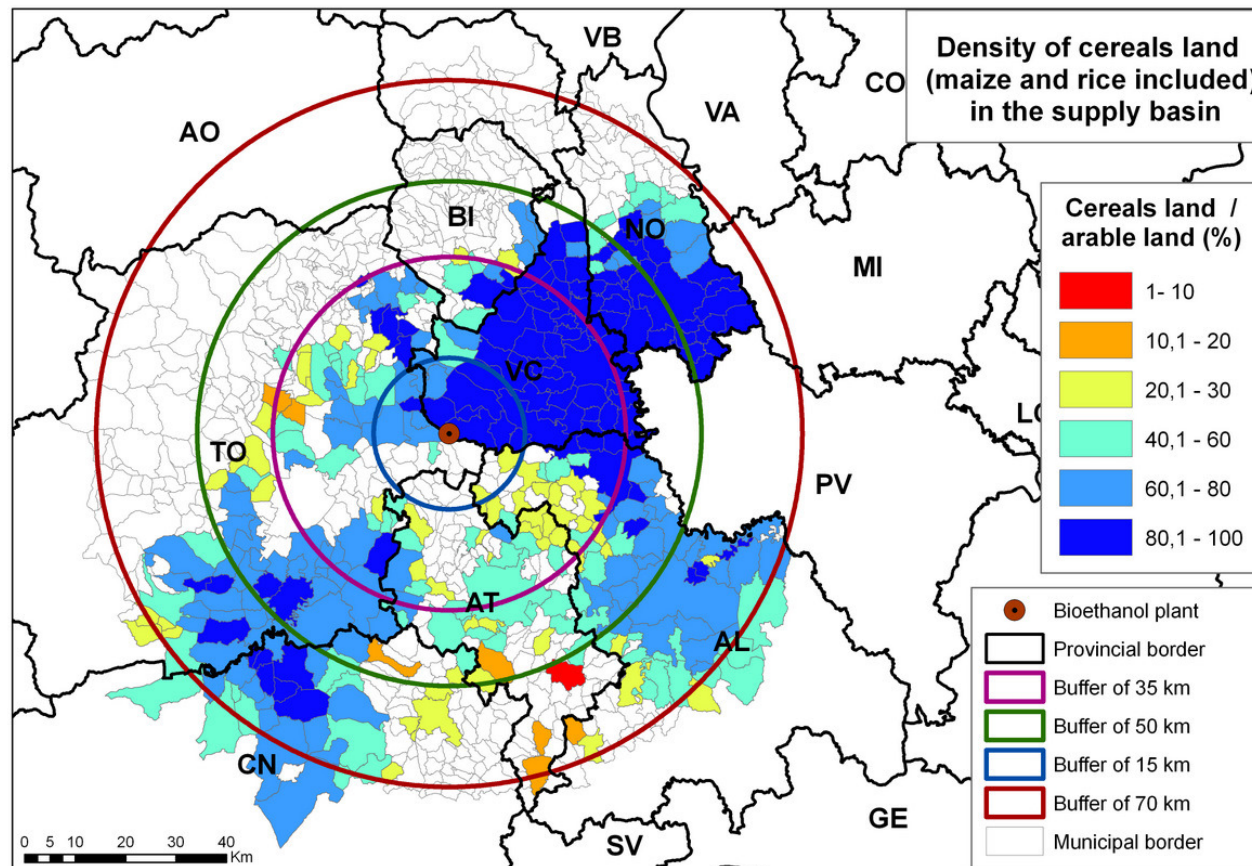 Density of cereals land
(maize and rice included)
in the supply basin
VB
CO
VA
AO
BI
NO
MI
VC
TO
PV
AT
AL
CN
GE
SV
Cereals land /
arable land (%)
1- 10
10,1 - 20
20,1 - 30
40,1 - 60
60,1 - 80
80,1 - 100
Bioethanol plant
Provincial border
Buffer of 35 km
Buffer of 50 km
Buffer of 15 km
Buffer of 70 km
Municipal border
0 5 10 20 30 40
Km